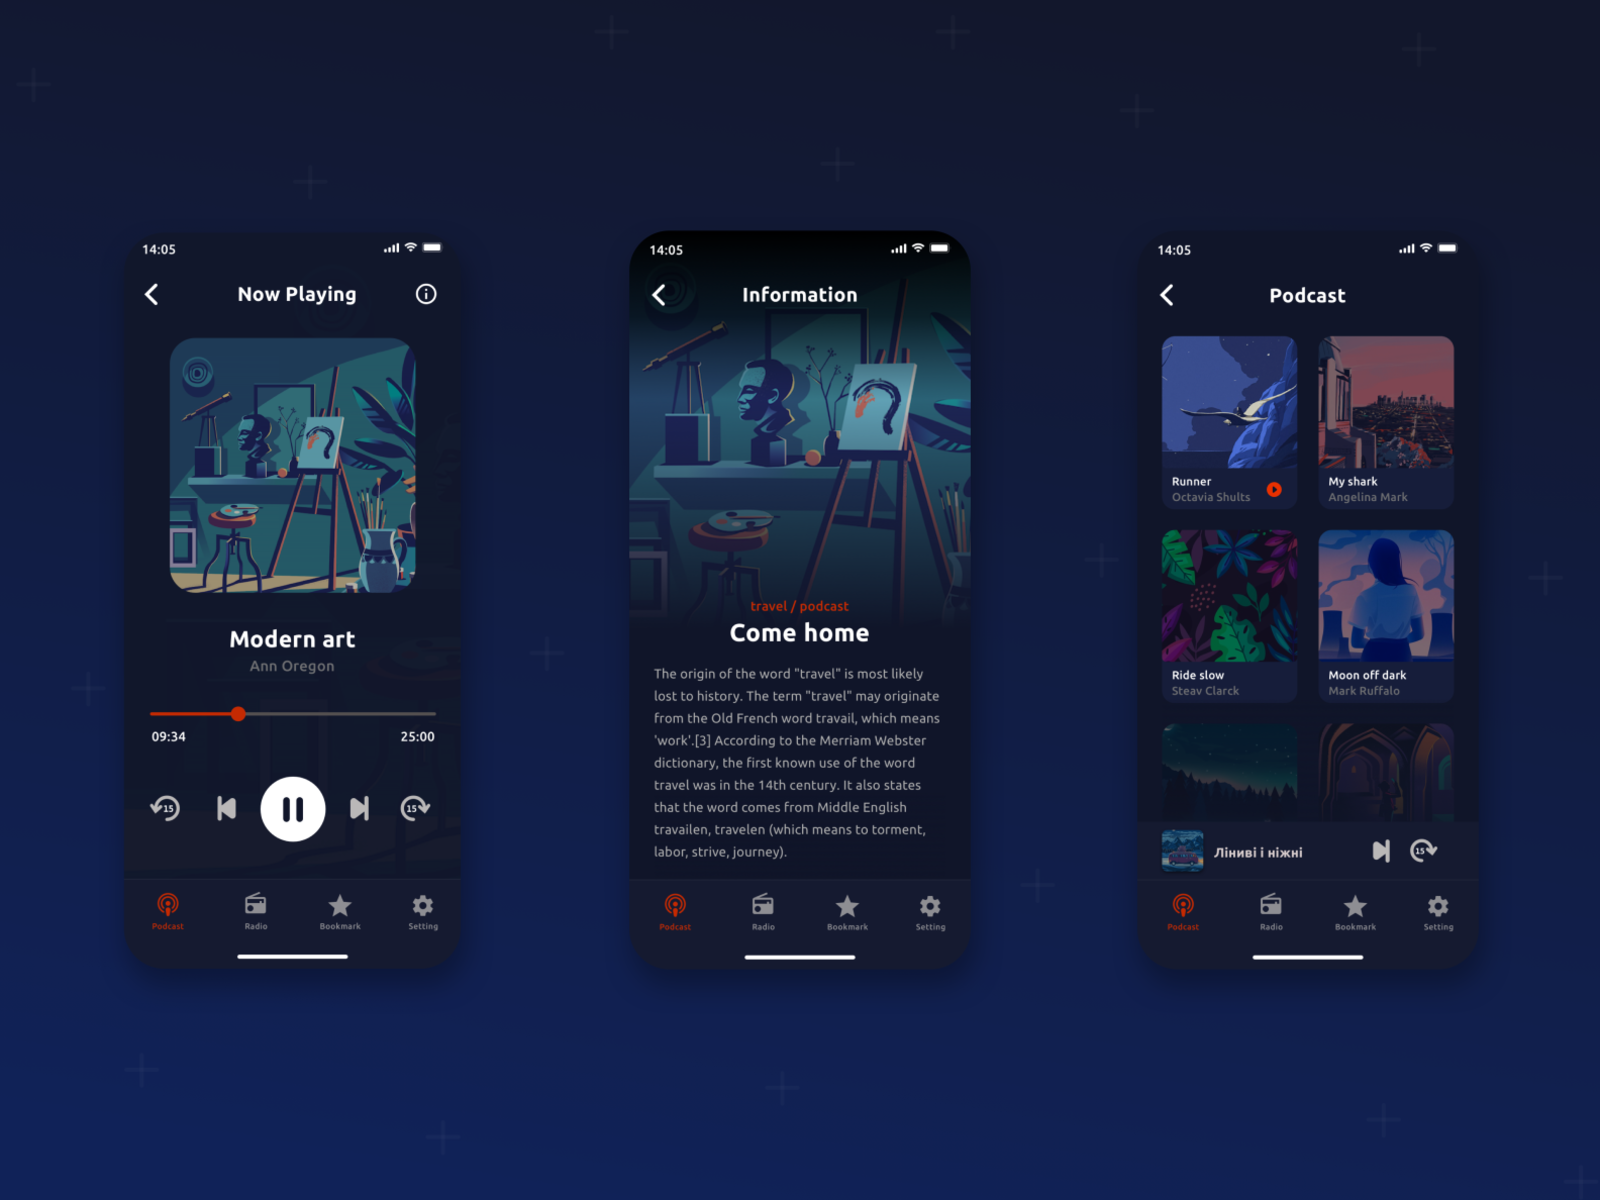 14:05
Now Playing
Modern art
Ann Oregon
09:34
25:00
15
15
Podcast
Radio
Bookmark
Setting
14:05
Information
travel / podcast
Come home
The origin of the word "travel" is most likely
lost to history. The term "travel" may originate
from the Old French word travail, which means
'work'.[3] According to the Merriam Webster
dictionary, the first known use of the word
travel was in the 14th century. It also states
that the word comes from Middle English
travailen, travelen (which means to torment,
labor, strive, journey).
Podcast
Radio
Bookmark
Setting
14:05
Podcast
Runner
Octavia Shults
My shark
Angelina Mark
Ride slow
Steav Clarck
Moon off dark
Mark Ruffalo
Ліниві і ніжні
15
Podcast
Radio
Bookmark
Setting